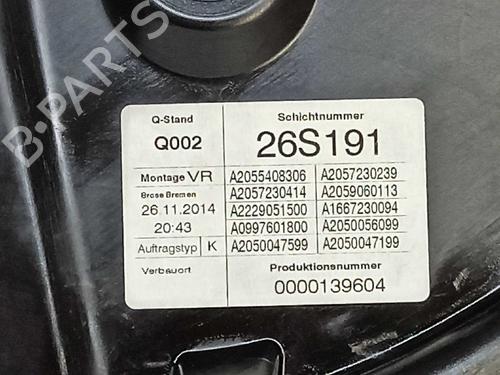 B-PARTS
Q-Stand Schichtnummer
Q002 26S191
Montage VR A2055408306 A2057230239
Brose Bremen A2057230414 A2059060113
26.11.2014 A2229051500 A1667230094
20:43 A0997601800 A2050056099
Auftragstyp K A2050047599 A2050047199
Verbauort Produktionsnummer
0000139604